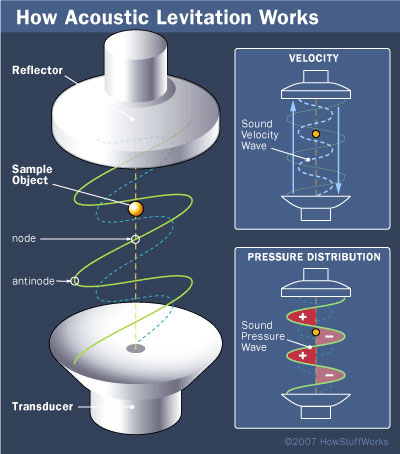 How Acoustic Levitation Works
Reflector
Sample
Object
node
antinode
Transducer
VELOCITY
Sound
Velocity
Wave
PRESSURE DISTRIBUTION
+
−
Sound
Pressure
Wave
+
−
©2007 HowStuffWorks